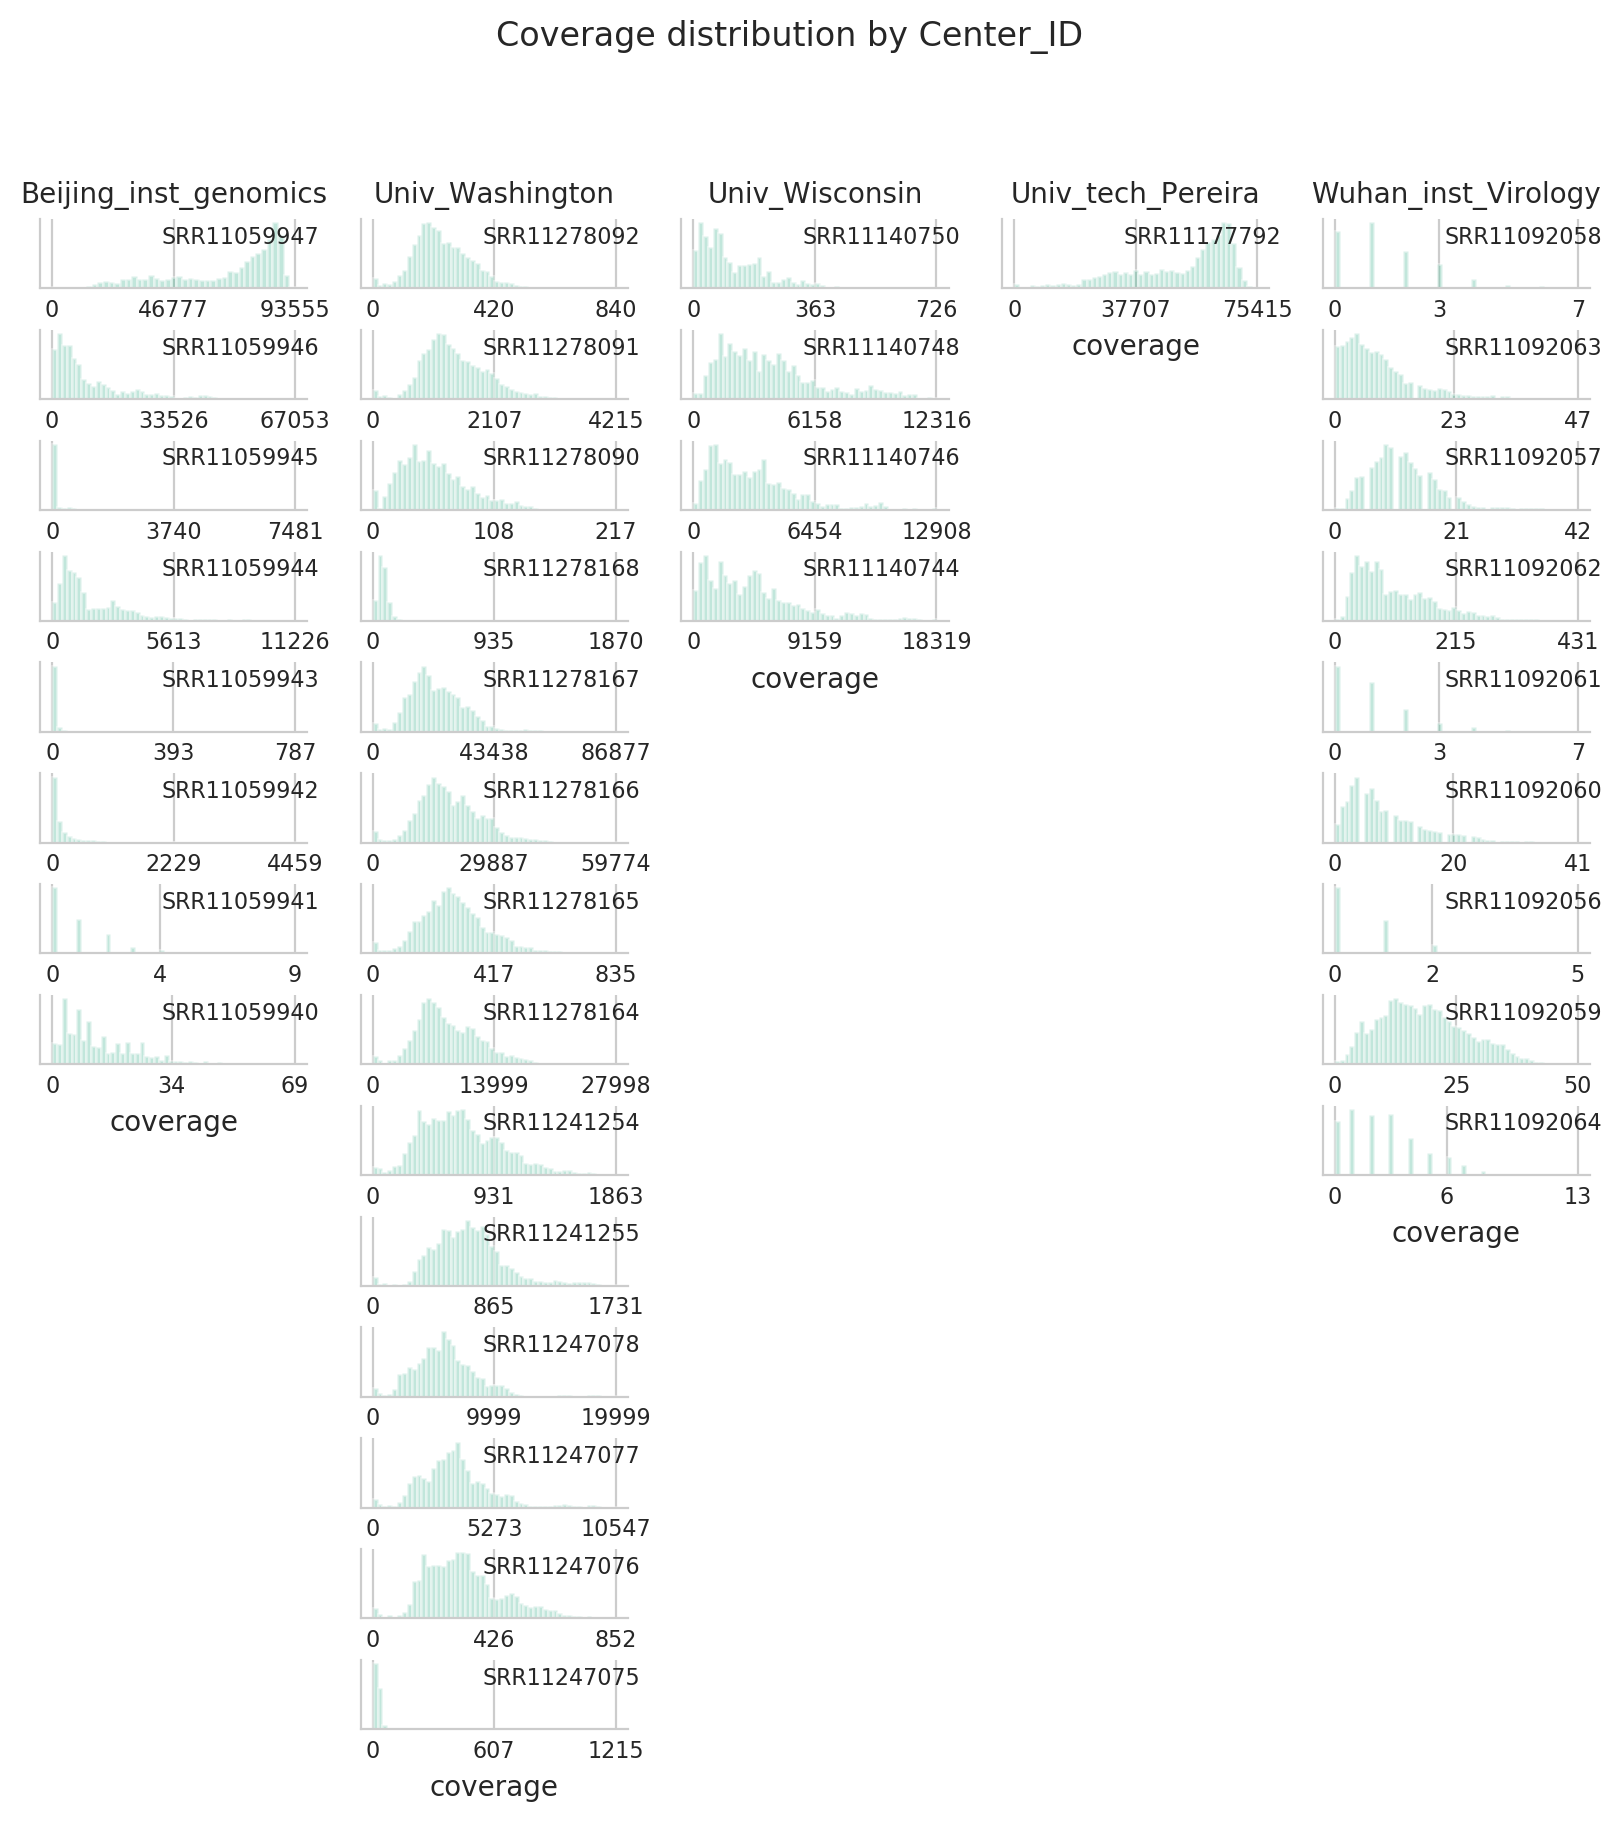 Coverage distribution by Center_ID
Beijing_inst_genomics
SRR11059947
0 46777 93555
SRR11059946
0 33526 67053
SRR11059945
0 3740 7481
SRR11059944
0 5613 11226
SRR11059943
0 393 787
SRR11059942
0 2229 4459
SRR11059941
0 4 9
SRR11059940
0 34 69
coverage
Univ_Washington
SRR11278092
0 420 840
SRR11278091
0 2107 4215
SRR11278090
0 108 217
SRR11278168
0 935 1870
SRR11278167
0 43438 86877
SRR11278166
0 29887 59774
SRR11278165
0 417 835
SRR11278164
0 13999 27998
SRR11241254
0 931 1863
SRR11241255
0 865 1731
SRR11247078
0 9999 19999
SRR11247077
0 5273 10547
SRR11247076
0 426 852
SRR11247075
0 607 1215
coverage
Univ_Wisconsin
SRR11140750
0 363 726
SRR11140748
0 6158 12316
SRR11140746
0 6454 12908
SRR11140744
0 9159 18319
coverage
Univ_tech_Pereira
SRR11177792
0 37707 75415
coverage
Wuhan_inst_Virology
SRR11092058
0 3 7
SRR11092063
0 23 47
SRR11092057
0 21 42
SRR11092062
0 215 431
SRR11092061
0 3 7
SRR11092060
0 20 41
SRR11092056
0 2 5
SRR11092059
0 25 50
SRR11092064
0 6 13
coverage